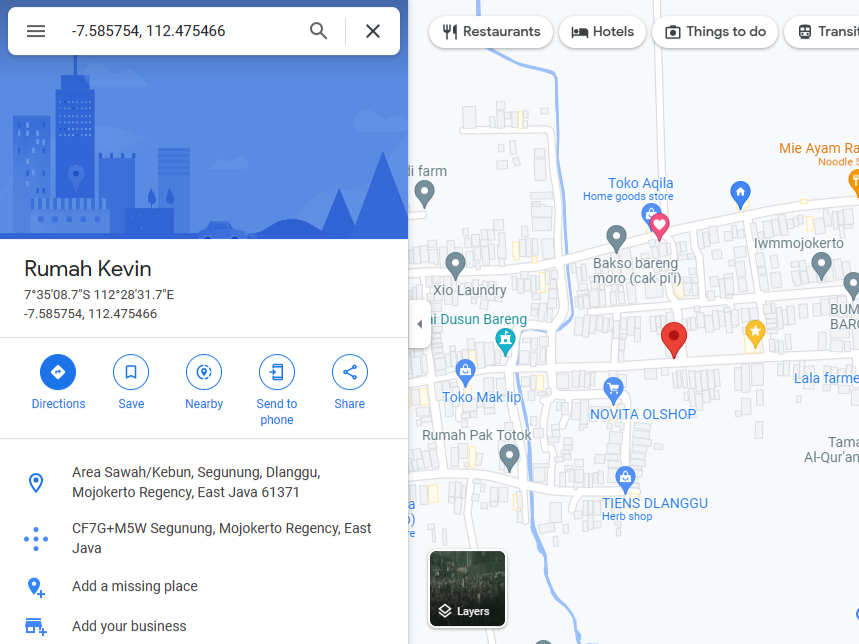 -7.585754, 112.475466
Restaurants
Hotels
Things to do
Transit
Rumah Kevin
7°35'08.7"S 112°28'31.7"E
-7.585754, 112.475466
Directions
Save
Nearby
Send to
phone
Share
Area Sawah/Kebun, Segunung, Dlanggu,
Mojokerto Regency, East Java 61371
CF7G+M5W Segunung, Mojokerto Regency, East
Java
Add a missing place
Add your business
di farm
Mie Ayam Ra
Noodle S
Toko Aqila
Home goods store
Bakso bareng
moro (cak pi'i)
Iwmmojokerto
Xio Laundry
ai Dusun Bareng
BUM
BARC
Toko Mak lip
NOVITA OLSHOP
Lala farme
Rumah Pak Totok
Tama
Al-Qur'an
TIENS DLANGGU
Herb shop
Layers